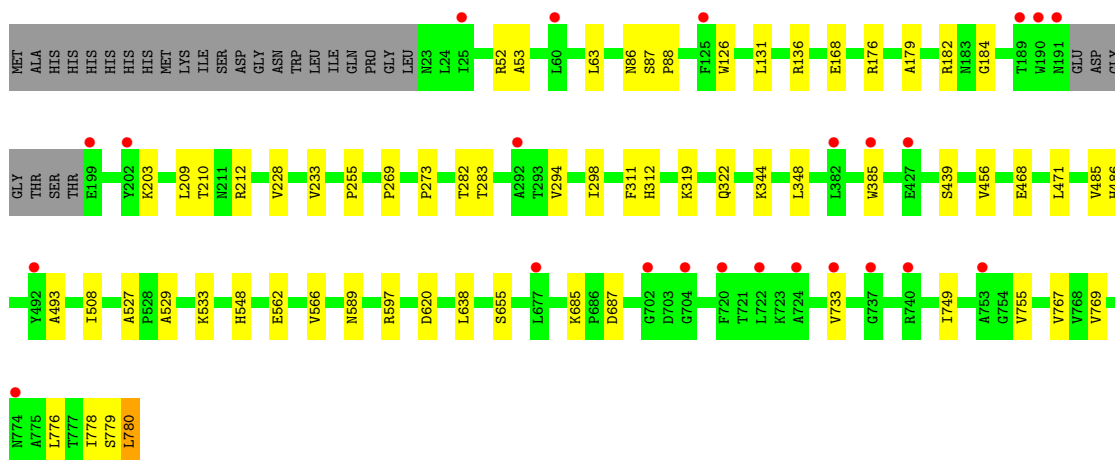 MET ALA HIS HIS HIS HIS HIS HIS MET LYS ILE SER ASP GLY ASN TRP LEU ILE GLN PRO GLY LEU N23 L24 I25 R52 A53 L60 L63 N86 S87 P88 F125 W126 L131 R136 E168 R176 A179 R182 N183 G184 T189 W190 N191 GLU ASP GLY
GLY THR SER THR E199 Y202 K203 L209 T210 N211 R212 V228 V233 P255 P269 P273 T282 T283 A292 T293 V294 I298 F311 H312 K319 Q322 K344 L348 L382 W385 E427 S439 V456 E468 L471 V485 H486
Y492 A493 I508 A527 P528 A529 K533 H548 E562 V566 N589 R597 D620 L638 S655 L677 K685 P686 D687 G702 D703 G704 F720 T721 L722 K723 A724 V733 G737 R740 I749 A753 G754 V755 V767 V768 V769
N774 A775 L776 T777 I778 S779 L780